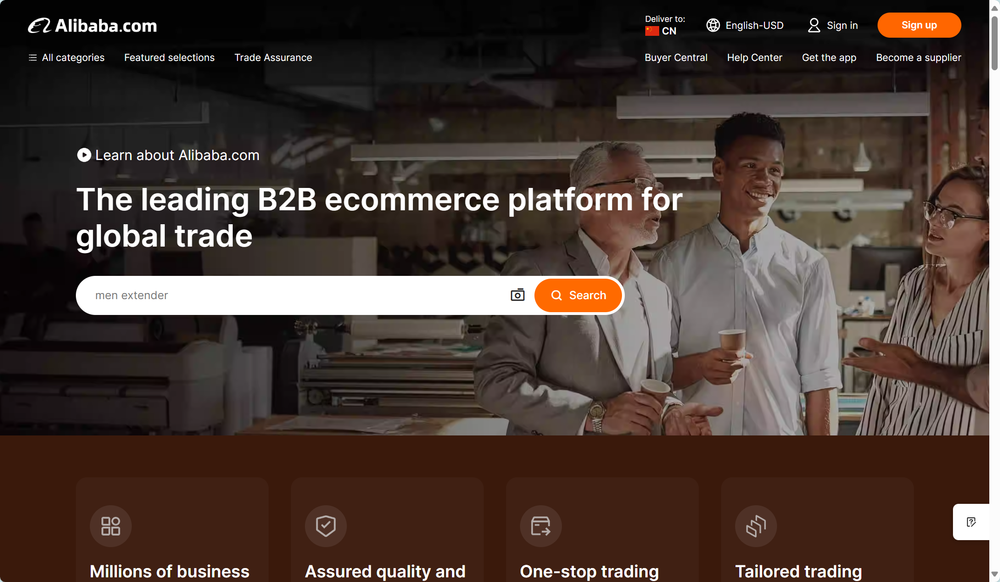 Alibaba.com
Deliver to:
CN
English-USD
Sign in
Sign up
All categories
Featured selections
Trade Assurance
Buyer Central
Help Center
Get the app
Become a supplier
Learn about Alibaba.com
The leading B2B ecommerce platform for
global trade
men extender
Search
Millions of business
Assured quality and
One-stop trading
Tailored trading